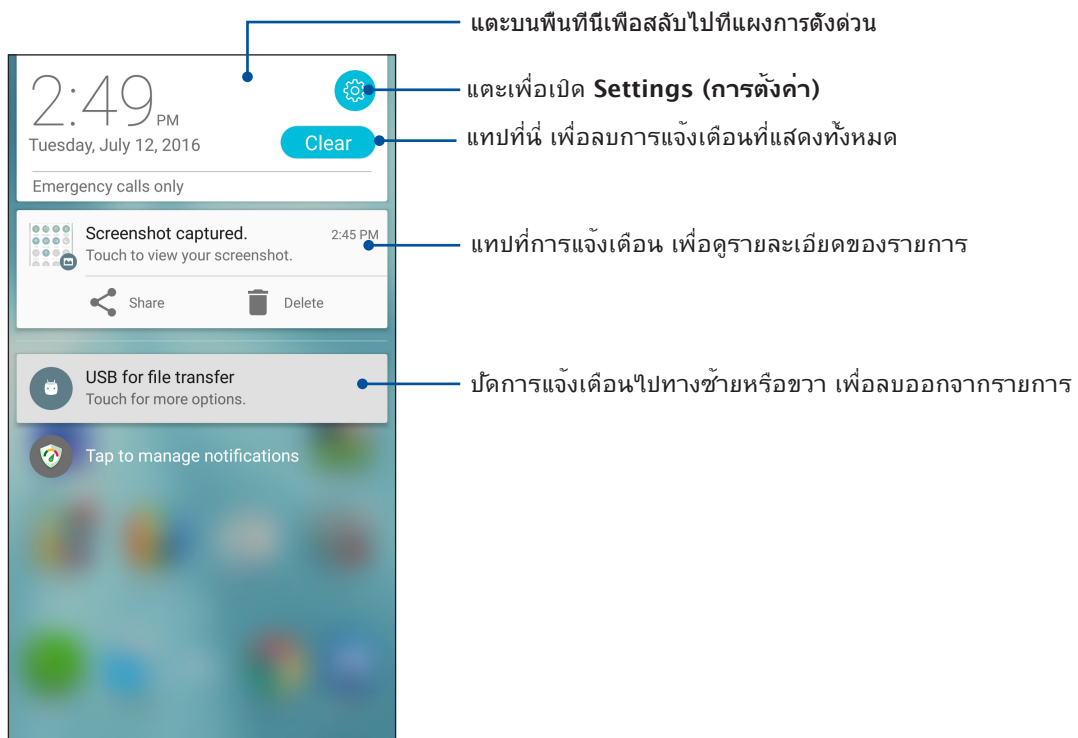 แตะบนพืนทีนีเพือสลับไปทีแผงการตังด่วน
2:49 PM
แตะเพื่อเปิด Settings (การตั้งค่า)
Tuesday, July 12, 2016
Clear
แทปที่นี่ เพื่อลบการแจ้งเตือนที่แสดงทั้งหมด
Emergency calls only
Screenshot captured.
2:45 PM
Touch to view your screenshot.
แทปที่การแจ้งเตือน เพื่อดูรายละเอียดของรายการ
Share
Delete
USB for file transfer
Touch for more options.
ปัดการแจ้งเตือนไปทางซ้ายหรือขวา เพื่อลบออกจากรายการ
Tap to manage notifications